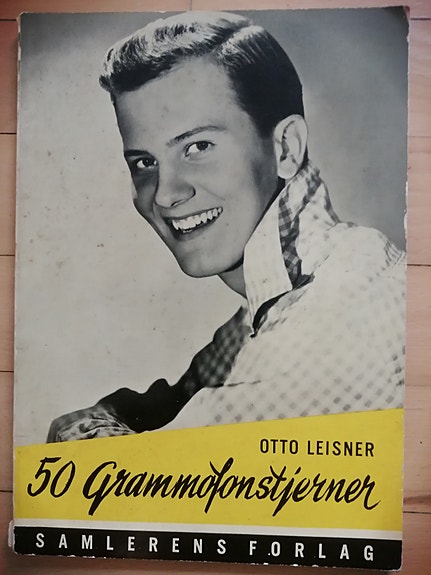 OTTO LEISNER
50 Grammofonstjerner
SAMLERENS FORLAG